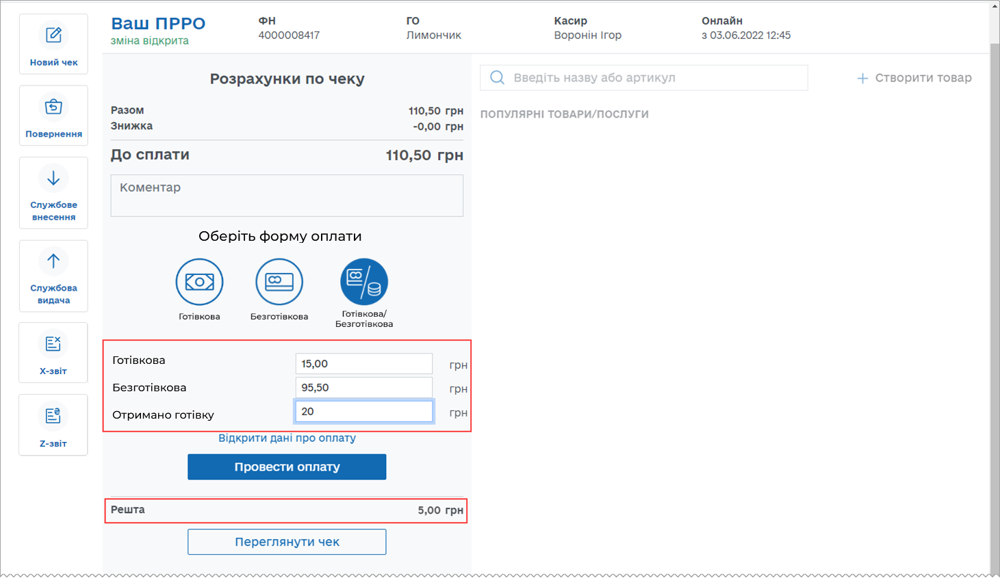 Новий чек
Повернення
Службове
внесення
Службова
видача
X-звіт
Z-звіт
Ваш ПРРО
зміна відкрита
ФН
4000008417
ГО
Лимончик
Касир
Воронін Ігор
Онлайн
з 03.06.2022 12:45
Розрахунки по чеку
Разом 110,50 грн
Знижка -0,00 грн
До сплати 110,50 грн
Коментар
Оберіть форму оплати
Готівкова
Безготівкова
Готівкова/
Безготівкова
Готівкова 15,00 грн
Безготівкова 95,50 грн
Отримано готівку 20 грн
Відкрити дані про оплату
Провести оплату
Решта 5,00 грн
Переглянути чек
Введіть назву або артикул
+ Створити товар
ПОПУЛЯРНІ ТОВАРИ/ПОСЛУГИ